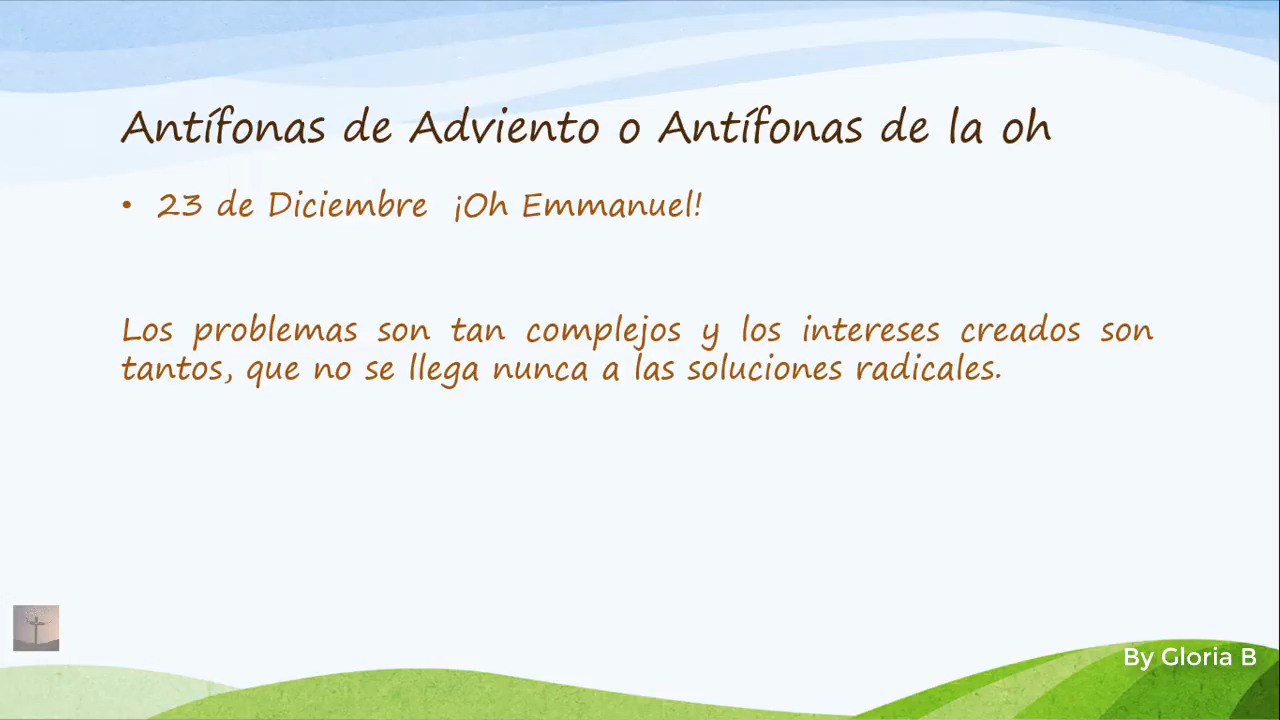 Antífonas de Adviento o Antífonas de la oh
• 23 de Diciembre ¡Oh Emmanuel!
Los problemas son tan complejos y los intereses creados son
tantos, que no se llega nunca a las soluciones radicales.
By Gloria B